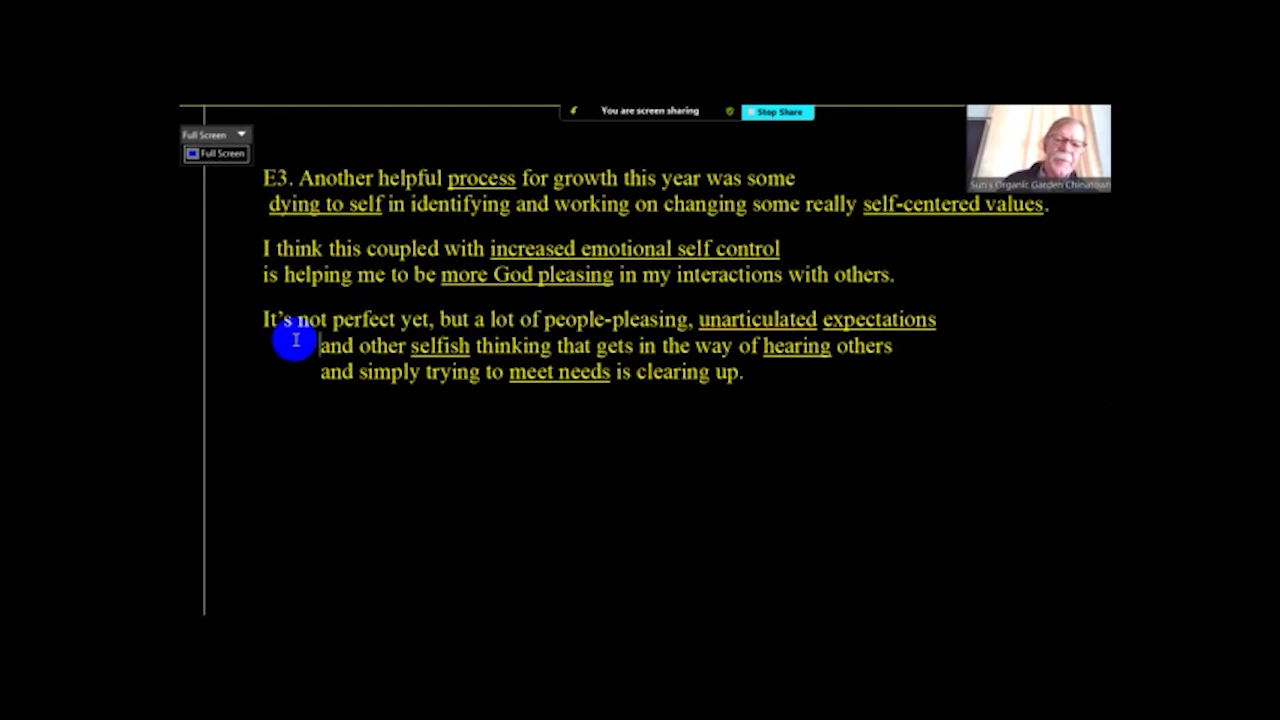 You are screen sharing
Stop Share
Full Screen
Full Screen
Sun's Organic Garden Chinatown
E3. Another helpful process for growth this year was some
dying to self in identifying and working on changing some really self-centered values.
I think this coupled with increased emotional self control
is helping me to be more God pleasing in my interactions with others.
It’s not perfect yet, but a lot of people-pleasing, unarticulated expectations
and other selfish thinking that gets in the way of hearing others
and simply trying to meet needs is clearing up.